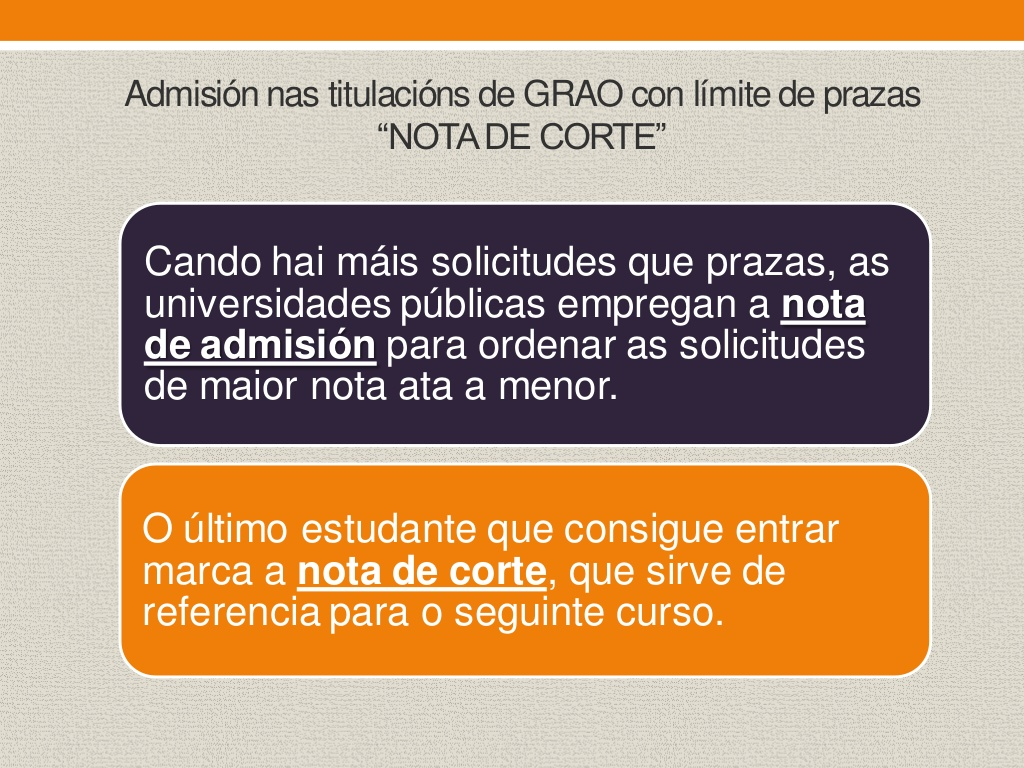 Admisión nas titulacións de GRAO con límite de prazas
“NOTA DE CORTE”
Cando hai máis solicitudes que prazas, as
universidades públicas empregan a nota
de admisión para ordenar as solicitudes
de maior nota ata a menor.
O último estudante que consigue entrar
marca a nota de corte, que sirve de
referencia para o seguinte curso.